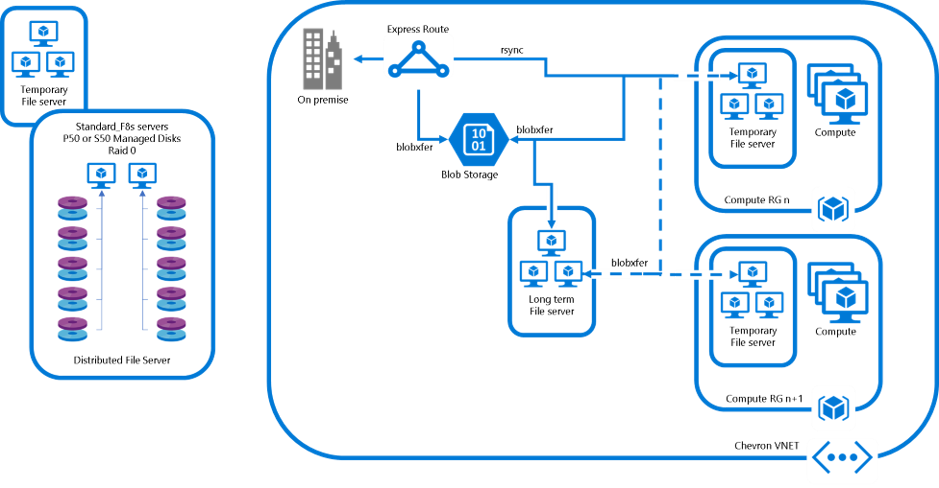 Temporary
File server
Standard_F8s servers
P50 or S50 Managed Disks
Raid 0
Distributed File Server
Express Route
On premise
rsync
blobxfer
10
01
blobxfer
Blob Storage
Long term
File server
blobxfer
Temporary
File server
Compute
Compute RG n
Temporary
File server
Compute
Compute RG n+1
Chevron VNET